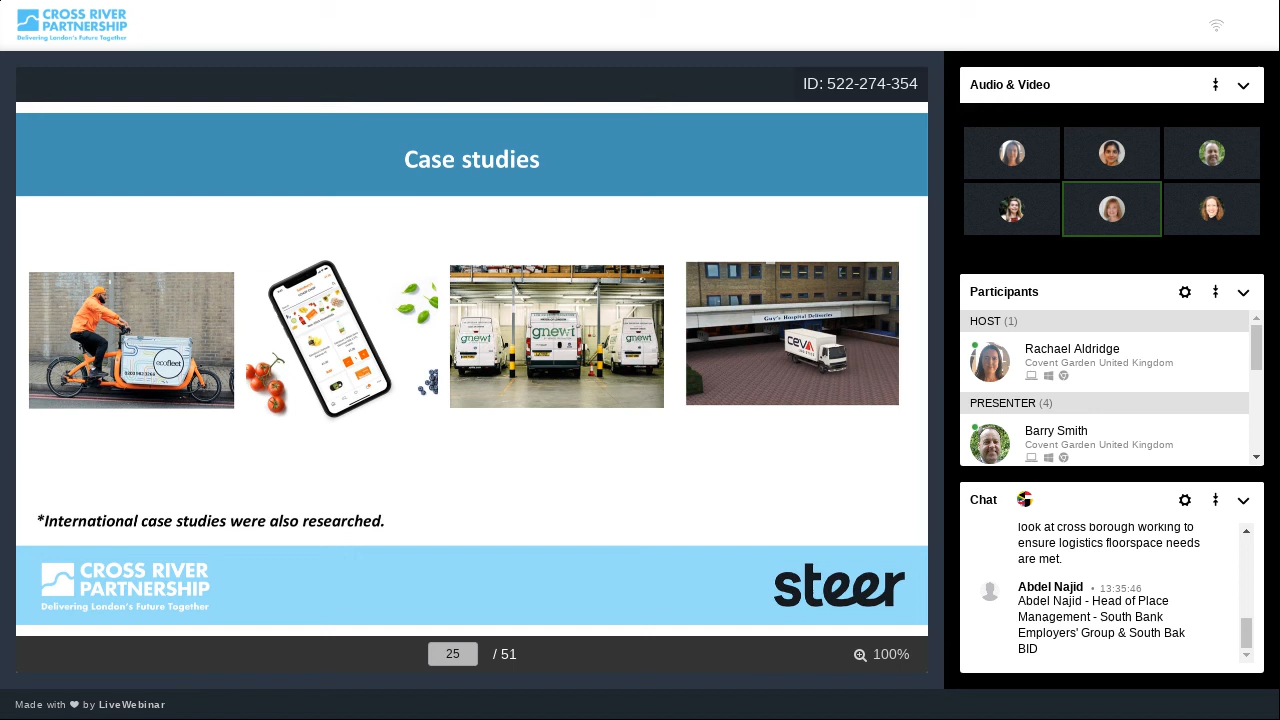 CROSS RIVER
PARTNERSHIP
Delivering London's Future Together
ID: 522-274-354
Case studies
ecofleet
gnewt
gnewt
gnewt
Guy's Hospital Deliveries
CEVA
*International case studies were also researched.
CROSS RIVER
PARTNERSHIP
Delivering London's Future Together
steer
25 / 51
100%
Made with by LiveWebinar
Audio & Video
Participants
HOST (1)
Rachael Aldridge
Covent Garden United Kingdom
PRESENTER (4)
Barry Smith
Covent Garden United Kingdom
Chat
look at cross borough working to
ensure logistics floorspace needs
are met.
Abdel Najid • 13:35:46
Abdel Najid - Head of Place
Management - South Bank
Employers' Group & South Bak
BID